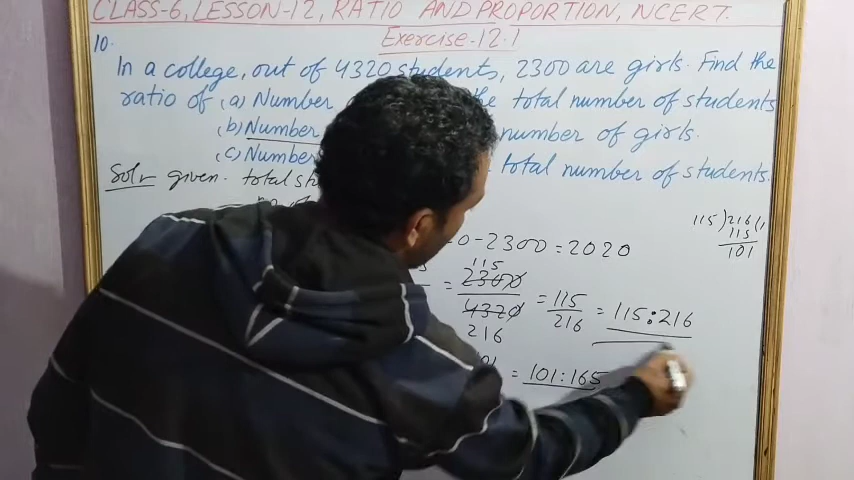 CLASS-6, LESSON-12, RATIO AND PROPORTION, NCERT.
Exercise-12.1
10. In a college, out of 4320 students, 2300 are girls. Find the
ratio of (a) Number the total number of students
(b) Number number of girls.
(c) Number total number of students.
Soln given- total
0-2300=2020
115)216(1
115
101
115
= 2300 = 115 = 115:216
4320 216
216
= 101:165